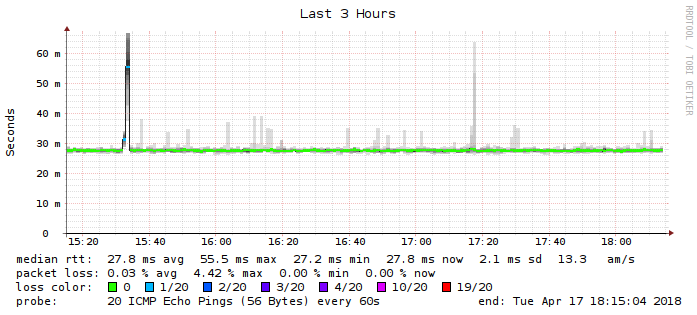 Last 3 Hours
RRDTOOL / TOBI OETIKER
Seconds
60 m
50 m
40 m
30 m
20 m
10 m
0
15:20 15:40 16:00 16:20 16:40 17:00 17:20 17:40 18:00
median rtt: 27.8 ms avg 55.5 ms max 27.2 ms min 27.8 ms now 2.1 ms sd 13.3 am/s
packet loss: 0.03 % avg 4.42 % max 0.00 % min 0.00 % now
loss color: 0 1/20 2/20 3/20 4/20 10/20 19/20
probe: 20 ICMP Echo Pings (56 Bytes) every 60s end: Tue Apr 17 18:15:04 2018